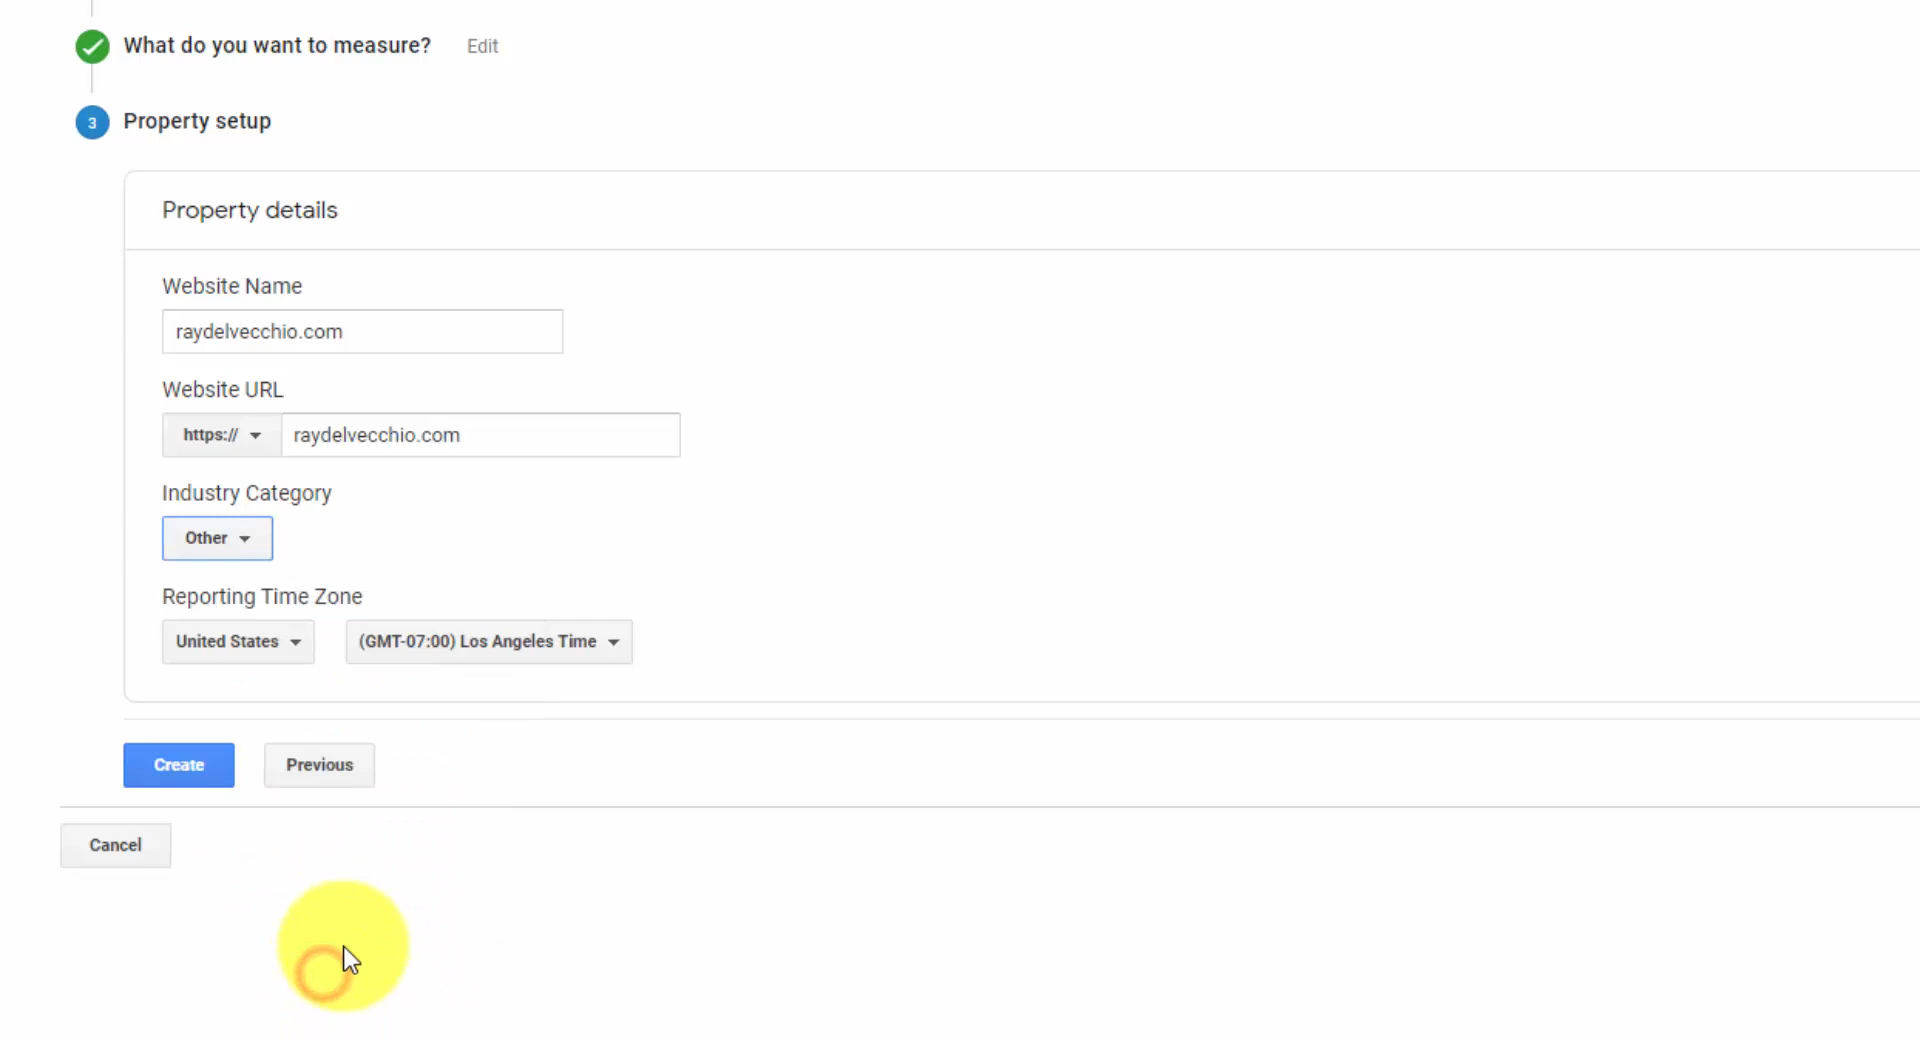 What do you want to measure? Edit
3 Property setup
Property details
Website Name
raydelvecchio.com
Website URL
https:// raydelvecchio.com
Industry Category
Other
Reporting Time Zone
United States (GMT-07:00) Los Angeles Time
Create Previous
Cancel